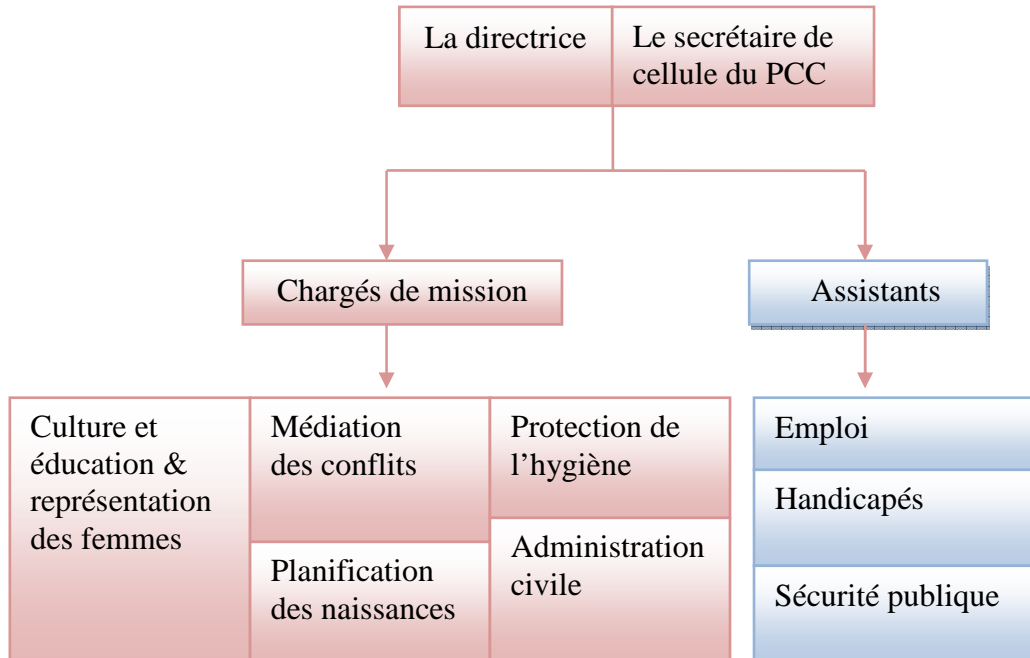 La directrice
Le secrétaire de
cellule du PCC
Chargés de mission
Assistants
Culture et
éducation &
représentation
des femmes
Médiation
des conflits
Planification
des naissances
Protection de
l’hygiène
Administration
civile
Emploi
Handicapés
Sécurité publique